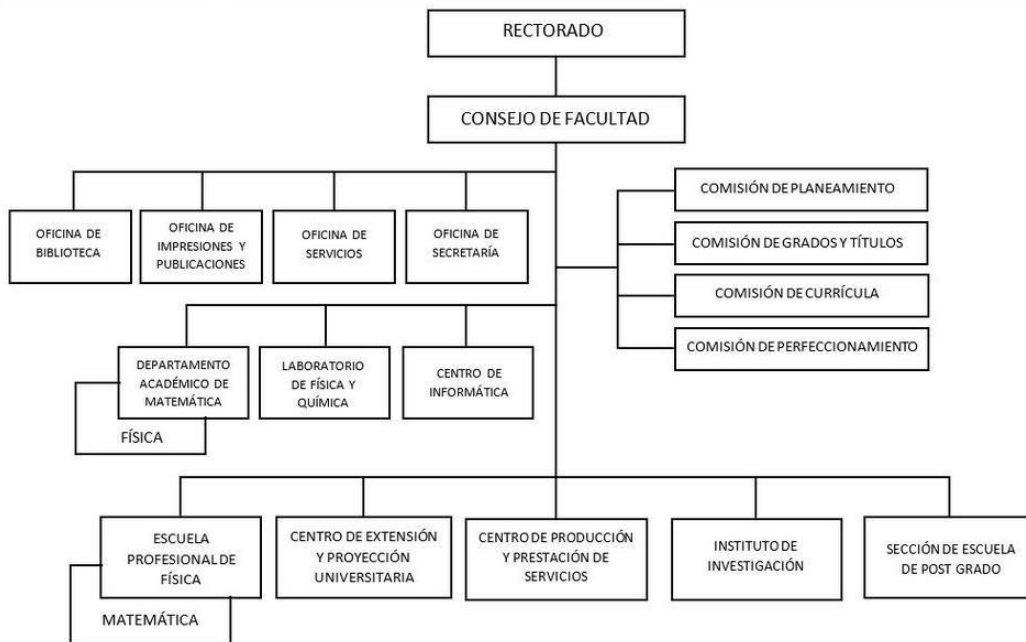 RECTORADO
CONSEJO DE FACULTAD
COMISIÓN DE PLANEAMIENTO
COMISIÓN DE GRADOS Y TÍTULOS
COMISIÓN DE CURRÍCULA
COMISIÓN DE PERFECCIONAMIENTO
OFICINA DE
BIBLIOTECA
OFICINA DE
IMPRESIONES Y
PUBLICACIONES
OFICINA DE
SERVICIOS
OFICINA DE
SECRETARÍA
DEPARTAMENTO
ACADÉMICO DE
MATEMÁTICA
FÍSICA
LABORATORIO
DE FÍSICA Y
QUÍMICA
CENTRO DE
INFORMÁTICA
ESCUELA
PROFESIONAL DE
FÍSICA
MATEMÁTICA
CENTRO DE EXTENSIÓN
Y PROYECCIÓN
UNIVERSITARIA
CENTRO DE PRODUCCIÓN
Y PRESTACIÓN DE
SERVICIOS
INSTITUTO DE
INVESTIGACIÓN
SECCIÓN DE ESCUELA
DE POST GRADO